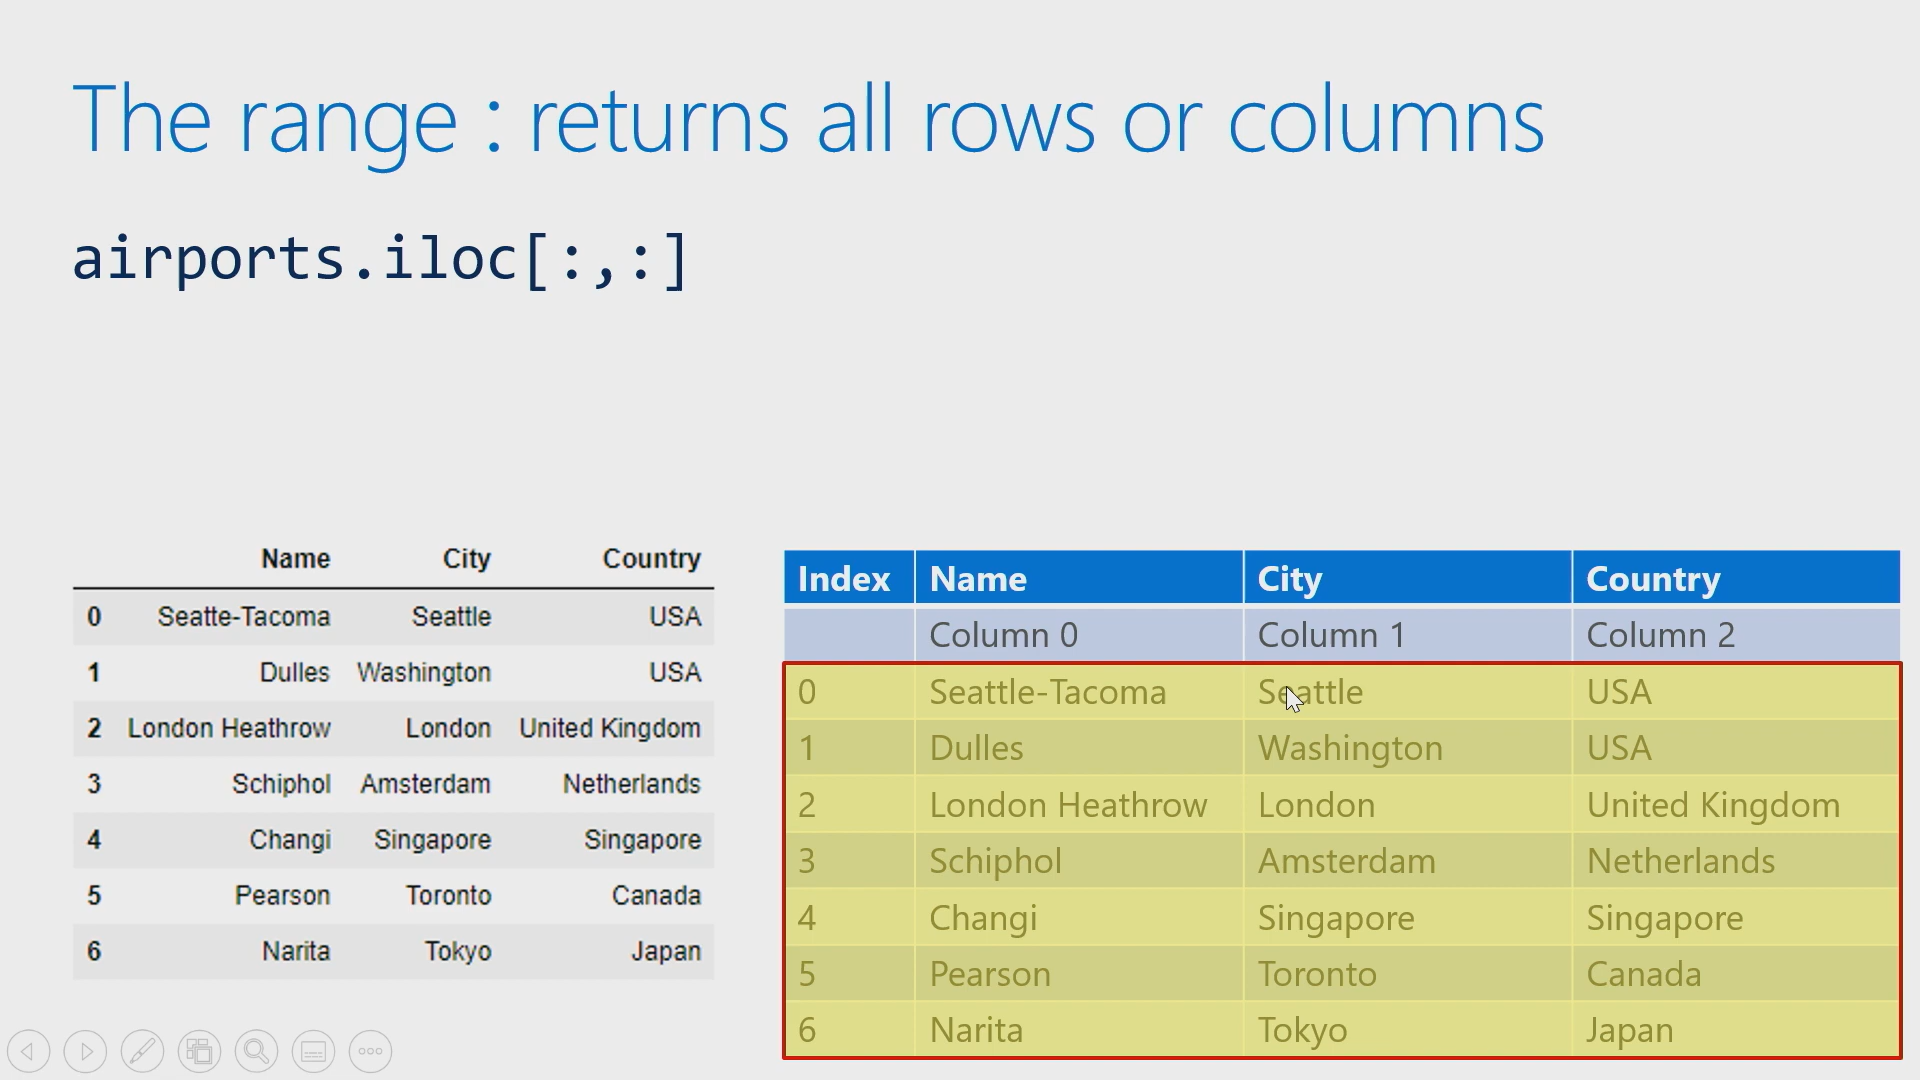 The range : returns all rows or columns
airports.iloc[:,:]
Name City Country
0 Seatte-Tacoma Seattle USA
1 Dulles Washington USA
2 London Heathrow London United Kingdom
3 Schiphol Amsterdam Netherlands
4 Changi Singapore Singapore
5 Pearson Toronto Canada
6 Narita Tokyo Japan
Index Name City Country
Column 0 Column 1 Column 2
0 Seattle-Tacoma Seattle USA
1 Dulles Washington USA
2 London Heathrow London United Kingdom
3 Schiphol Amsterdam Netherlands
4 Changi Singapore Singapore
5 Pearson Toronto Canada
6 Narita Tokyo Japan